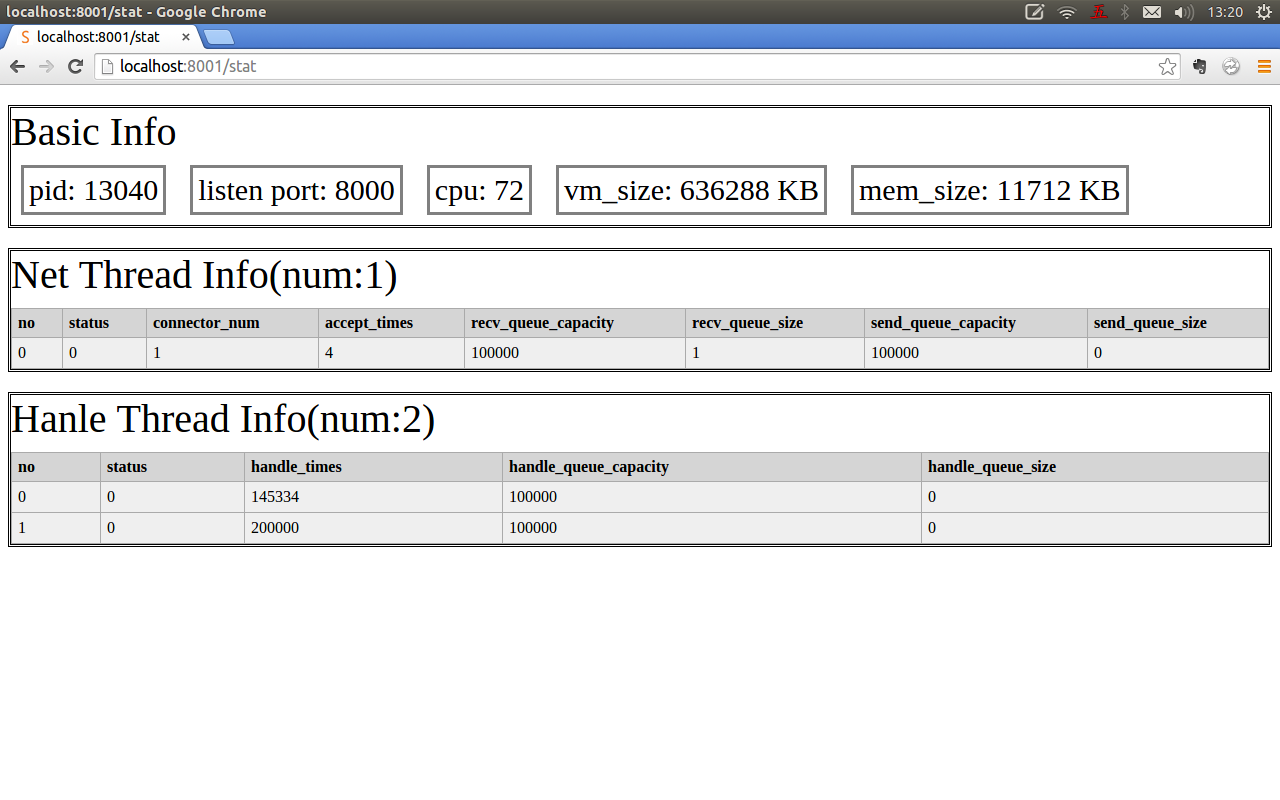 localhost:8001/stat - Google Chrome 五 13:20
localhost:8001/stat
localhost:8001/stat
Basic Info
pid: 13040 listen port: 8000 cpu: 72 vm_size: 636288 KB mem_size: 11712 KB
Net Thread Info(num:1)
no status connector_num accept_times recv_queue_capacity recv_queue_size send_queue_capacity send_queue_size
0 0 1 4 100000 1 100000 0
Hanle Thread Info(num:2)
no status handle_times handle_queue_capacity handle_queue_size
0 0 145334 100000 0
1 0 200000 100000 0